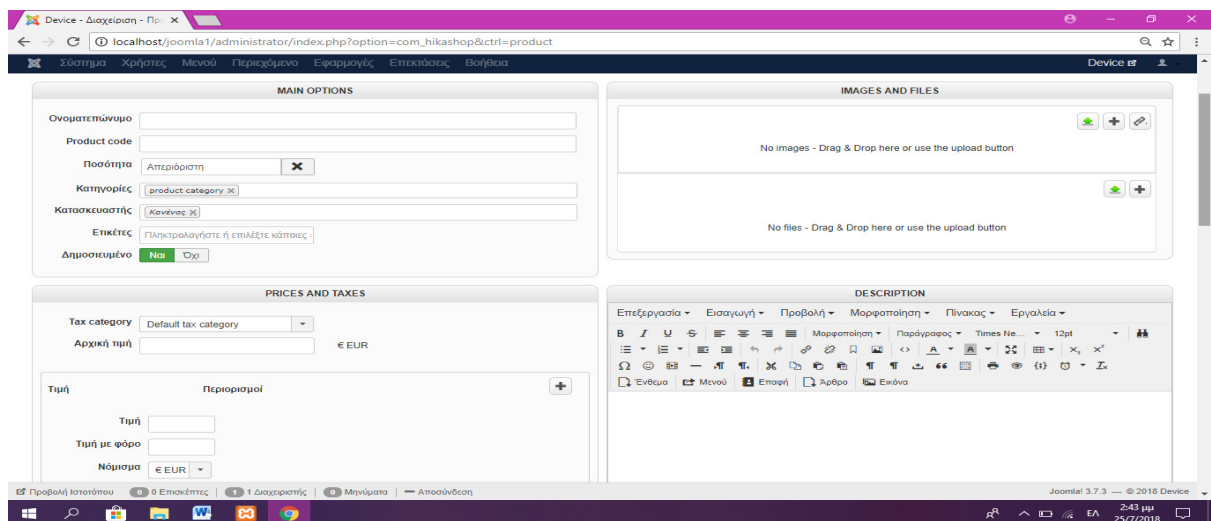 Device - Διαχείριση - Προ
localhost/joomla1/administrator/index.php?option=com_hikashop&ctrl=product
Σύστημα Χρήστες Μενού Περιεχόμενο Εφαρμογές Επεκτάσεις Βοήθεια Device
MAIN OPTIONS
Ονοματεπώνυμο
Product code
Ποσότητα Απεριόριστη
Κατηγορίες product category
Κατασκευαστής Κανένας
Ετικέτες Πληκτρολογήστε ή επιλέξτε κάποιες
Δημοσιευμένο Ναι Όχι
IMAGES AND FILES
No images - Drag & Drop here or use the upload button
No files - Drag & Drop here or use the upload button
PRICES AND TAXES
Tax category Default tax category
Αρχική τιμή € EUR
Τιμή Περιορισμοί
Τιμή
Τιμή με φόρο
Νόμισμα € EUR
DESCRIPTION
Επεξεργασία Εισαγωγή Προβολή Μορφοποίηση Πίνακας Εργαλεία
B I U S Μορφοποίηση Παράγραφος Times Ne... 12pt
Ένθεμα Μενού Επαφή Άρθρο Εικόνα
Προβολή Ιστοτόπου 0 0 Επισκέπτες 1 1 Διαχειριστής 0 Μηνύματα Αποσύνδεση Joomla! 3.7.3 — © 2018 Device
ΕΛ 2:43 μμ
25/7/2018